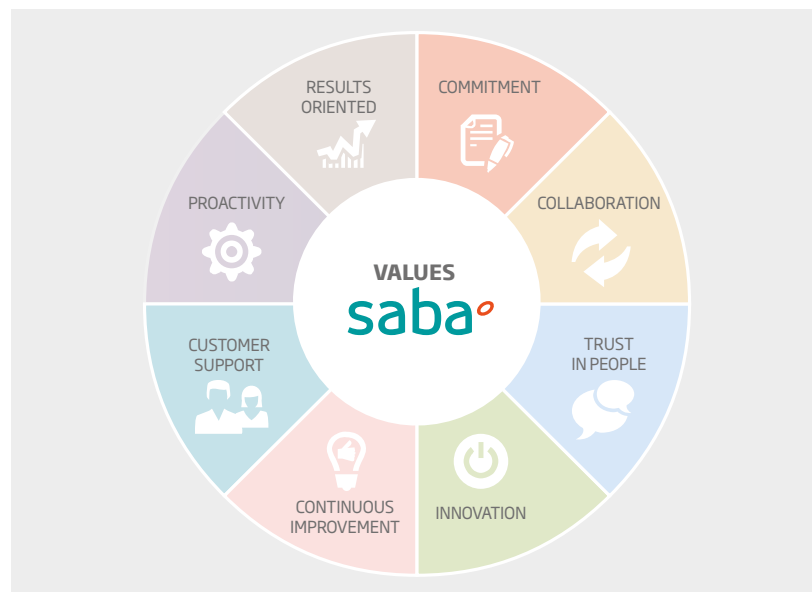 RESULTS
ORIENTED
COMMITMENT
PROACTIVITY
COLLABORATION
VALUES
saba
CUSTOMER
SUPPORT
TRUST
IN PEOPLE
CONTINUOUS
IMPROVEMENT
INNOVATION